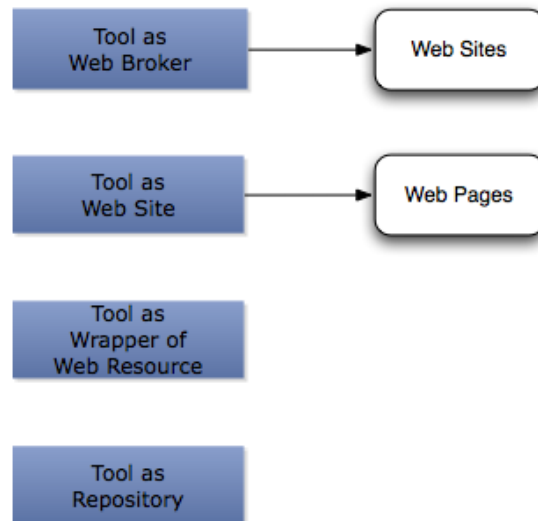 Tool as
Web Broker
Web Sites
Tool as
Web Site
Web Pages
Tool as
Wrapper of
Web Resource
Tool as
Repository